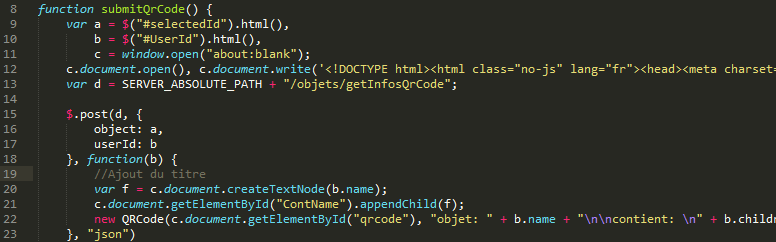 8 function submitQrCode() {
9 var a = $("#selectedId").html(),
10 b = $("#UserId").html(),
11 c = window.open("about:blank");
12 c.document.open(), c.document.write('<!DOCTYPE html><html class="no-js" lang="fr"><head><meta charset=
13 var d = SERVER_ABSOLUTE_PATH + "/objets/getInfosQrCode";
14
15 $.post(d, {
16 object: a,
17 userId: b
18 }, function(b) {
19 //Ajout du titre
20 var f = c.document.createTextNode(b.name);
21 c.document.getElementById("ContName").appendChild(f);
22 new QRCode(c.document.getElementById("qrcode"), "objet: " + b.name + "\n\ncontient: \n" + b.childr
23 }, "json")